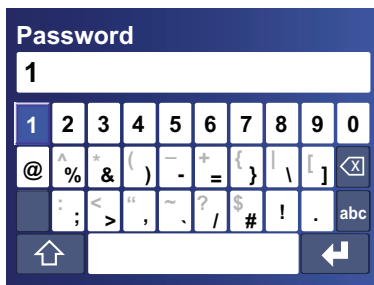 Password
1
1 2 3 4 5 6 7 8 9 0
@ ^ % * & ( ) _ - + = { } | \ [ ]
: ; < > “ , ~ ` ? / $ # ! . abc